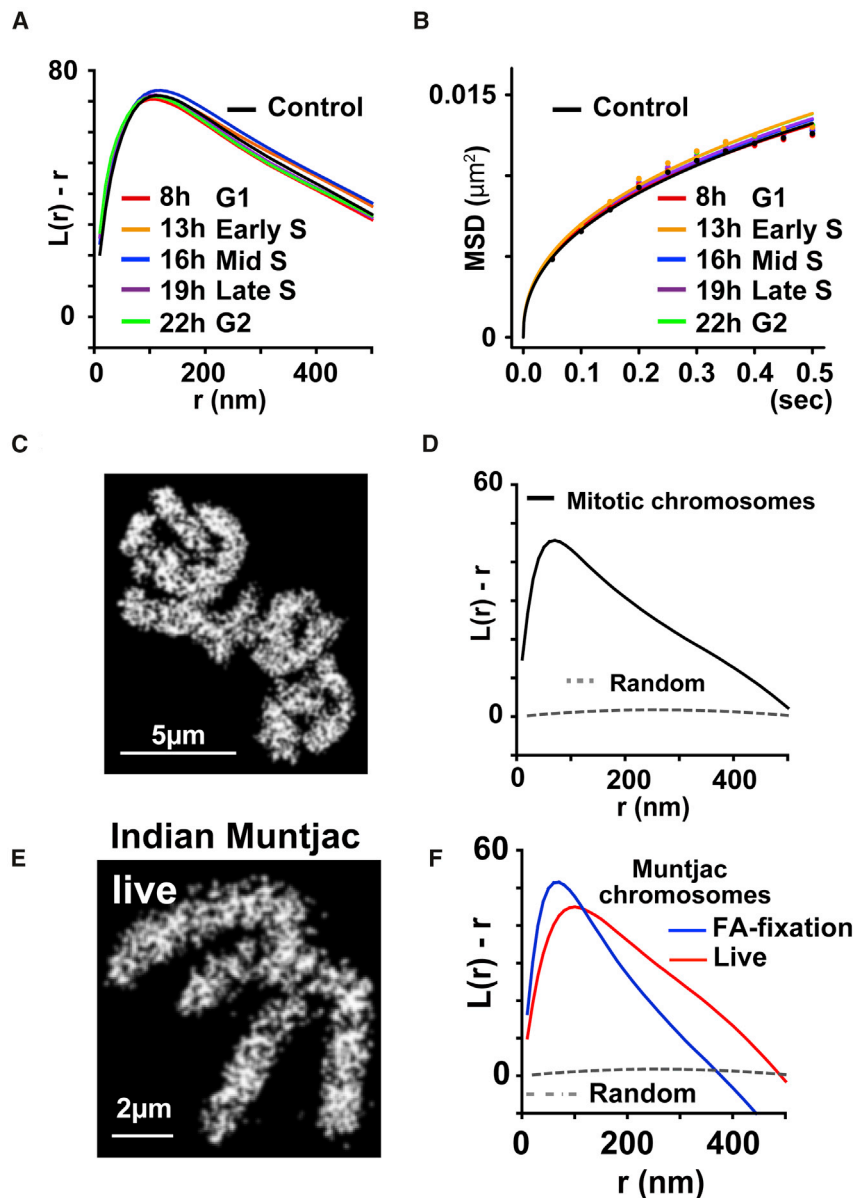 A
80
L(r) - r
0
Control
8h G1
13h Early S
16h Mid S
19h Late S
22h G2
0 200 400
r (nm)
B
0.015
MSD (μm²)
0
Control
8h G1
13h Early S
16h Mid S
19h Late S
22h G2
0.0 0.1 0.2 0.3 0.4 0.5
(sec)
C
5μm
D
60
L(r) - r
0
Mitotic chromosomes
Random
0 200 400
r (nm)
E
Indian Muntjac
live
2μm
F
60
L(r) - r
0
Muntjac
chromosomes
FA-fixation
Live
Random
0 200 400
r (nm)